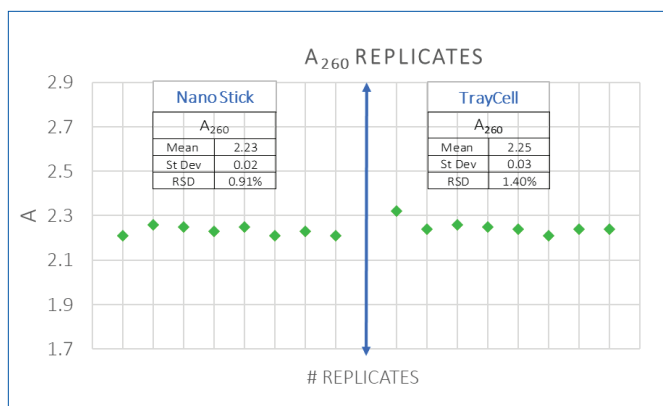 A260 REPLICATES
2.9
2.7
2.5
2.3
2.1
1.9
1.7
A
Nano Stick
A260
Mean 2.23
St Dev 0.02
RSD 0.91%
TrayCell
A260
Mean 2.25
St Dev 0.03
RSD 1.40%
# REPLICATES